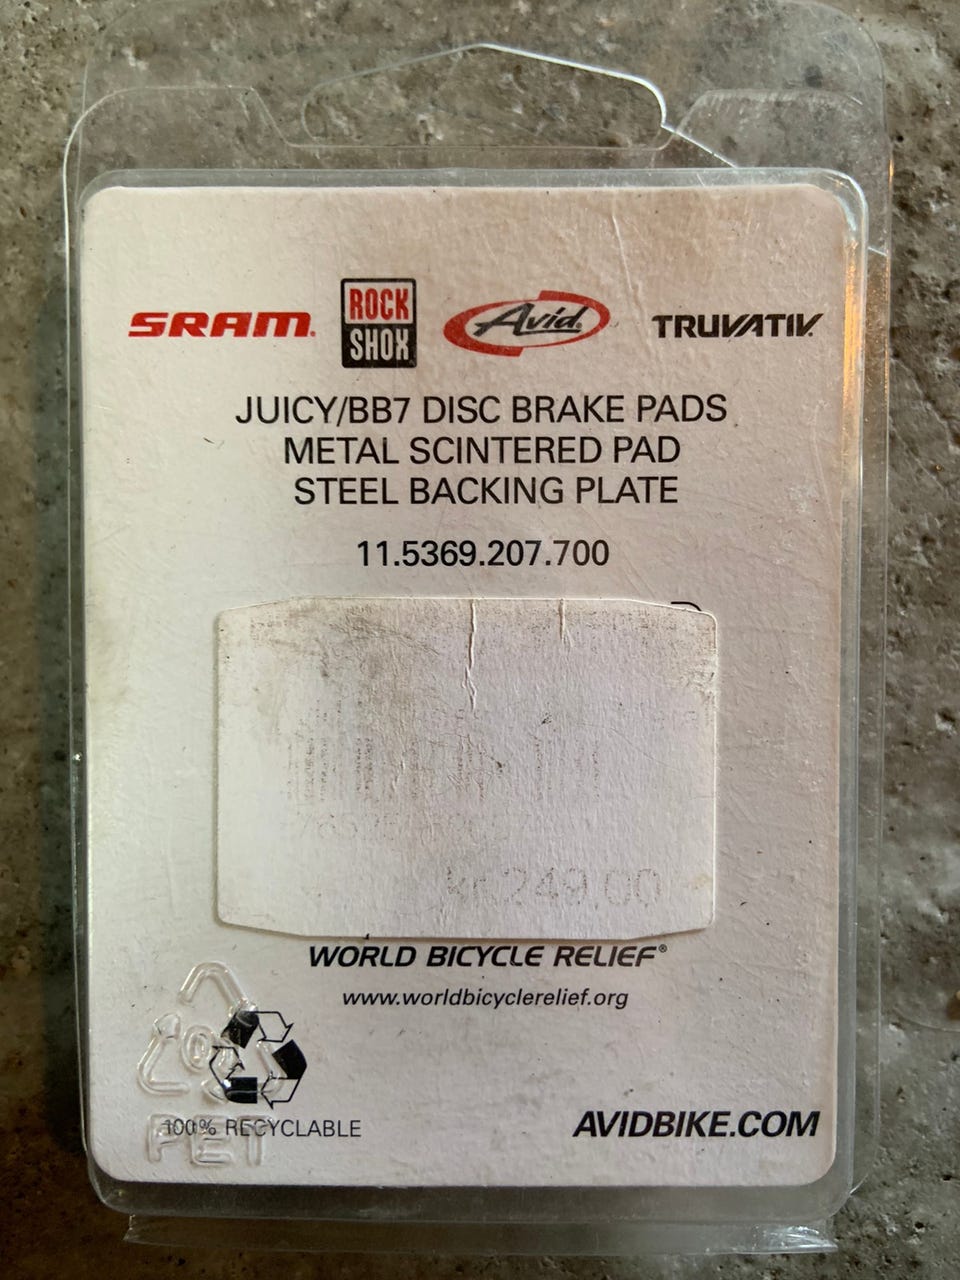 SRAM. ROCK SHOX Avid. TRUVATIV.
JUICY/BB7 DISC BRAKE PADS
METAL SCINTERED PAD
STEEL BACKING PLATE
11.5369.207.700
kr.249,00
WORLD BICYCLE RELIEF®
www.worldbicyclerelief.org
100% RECYCLABLE
PET
AVIDBIKE.COM